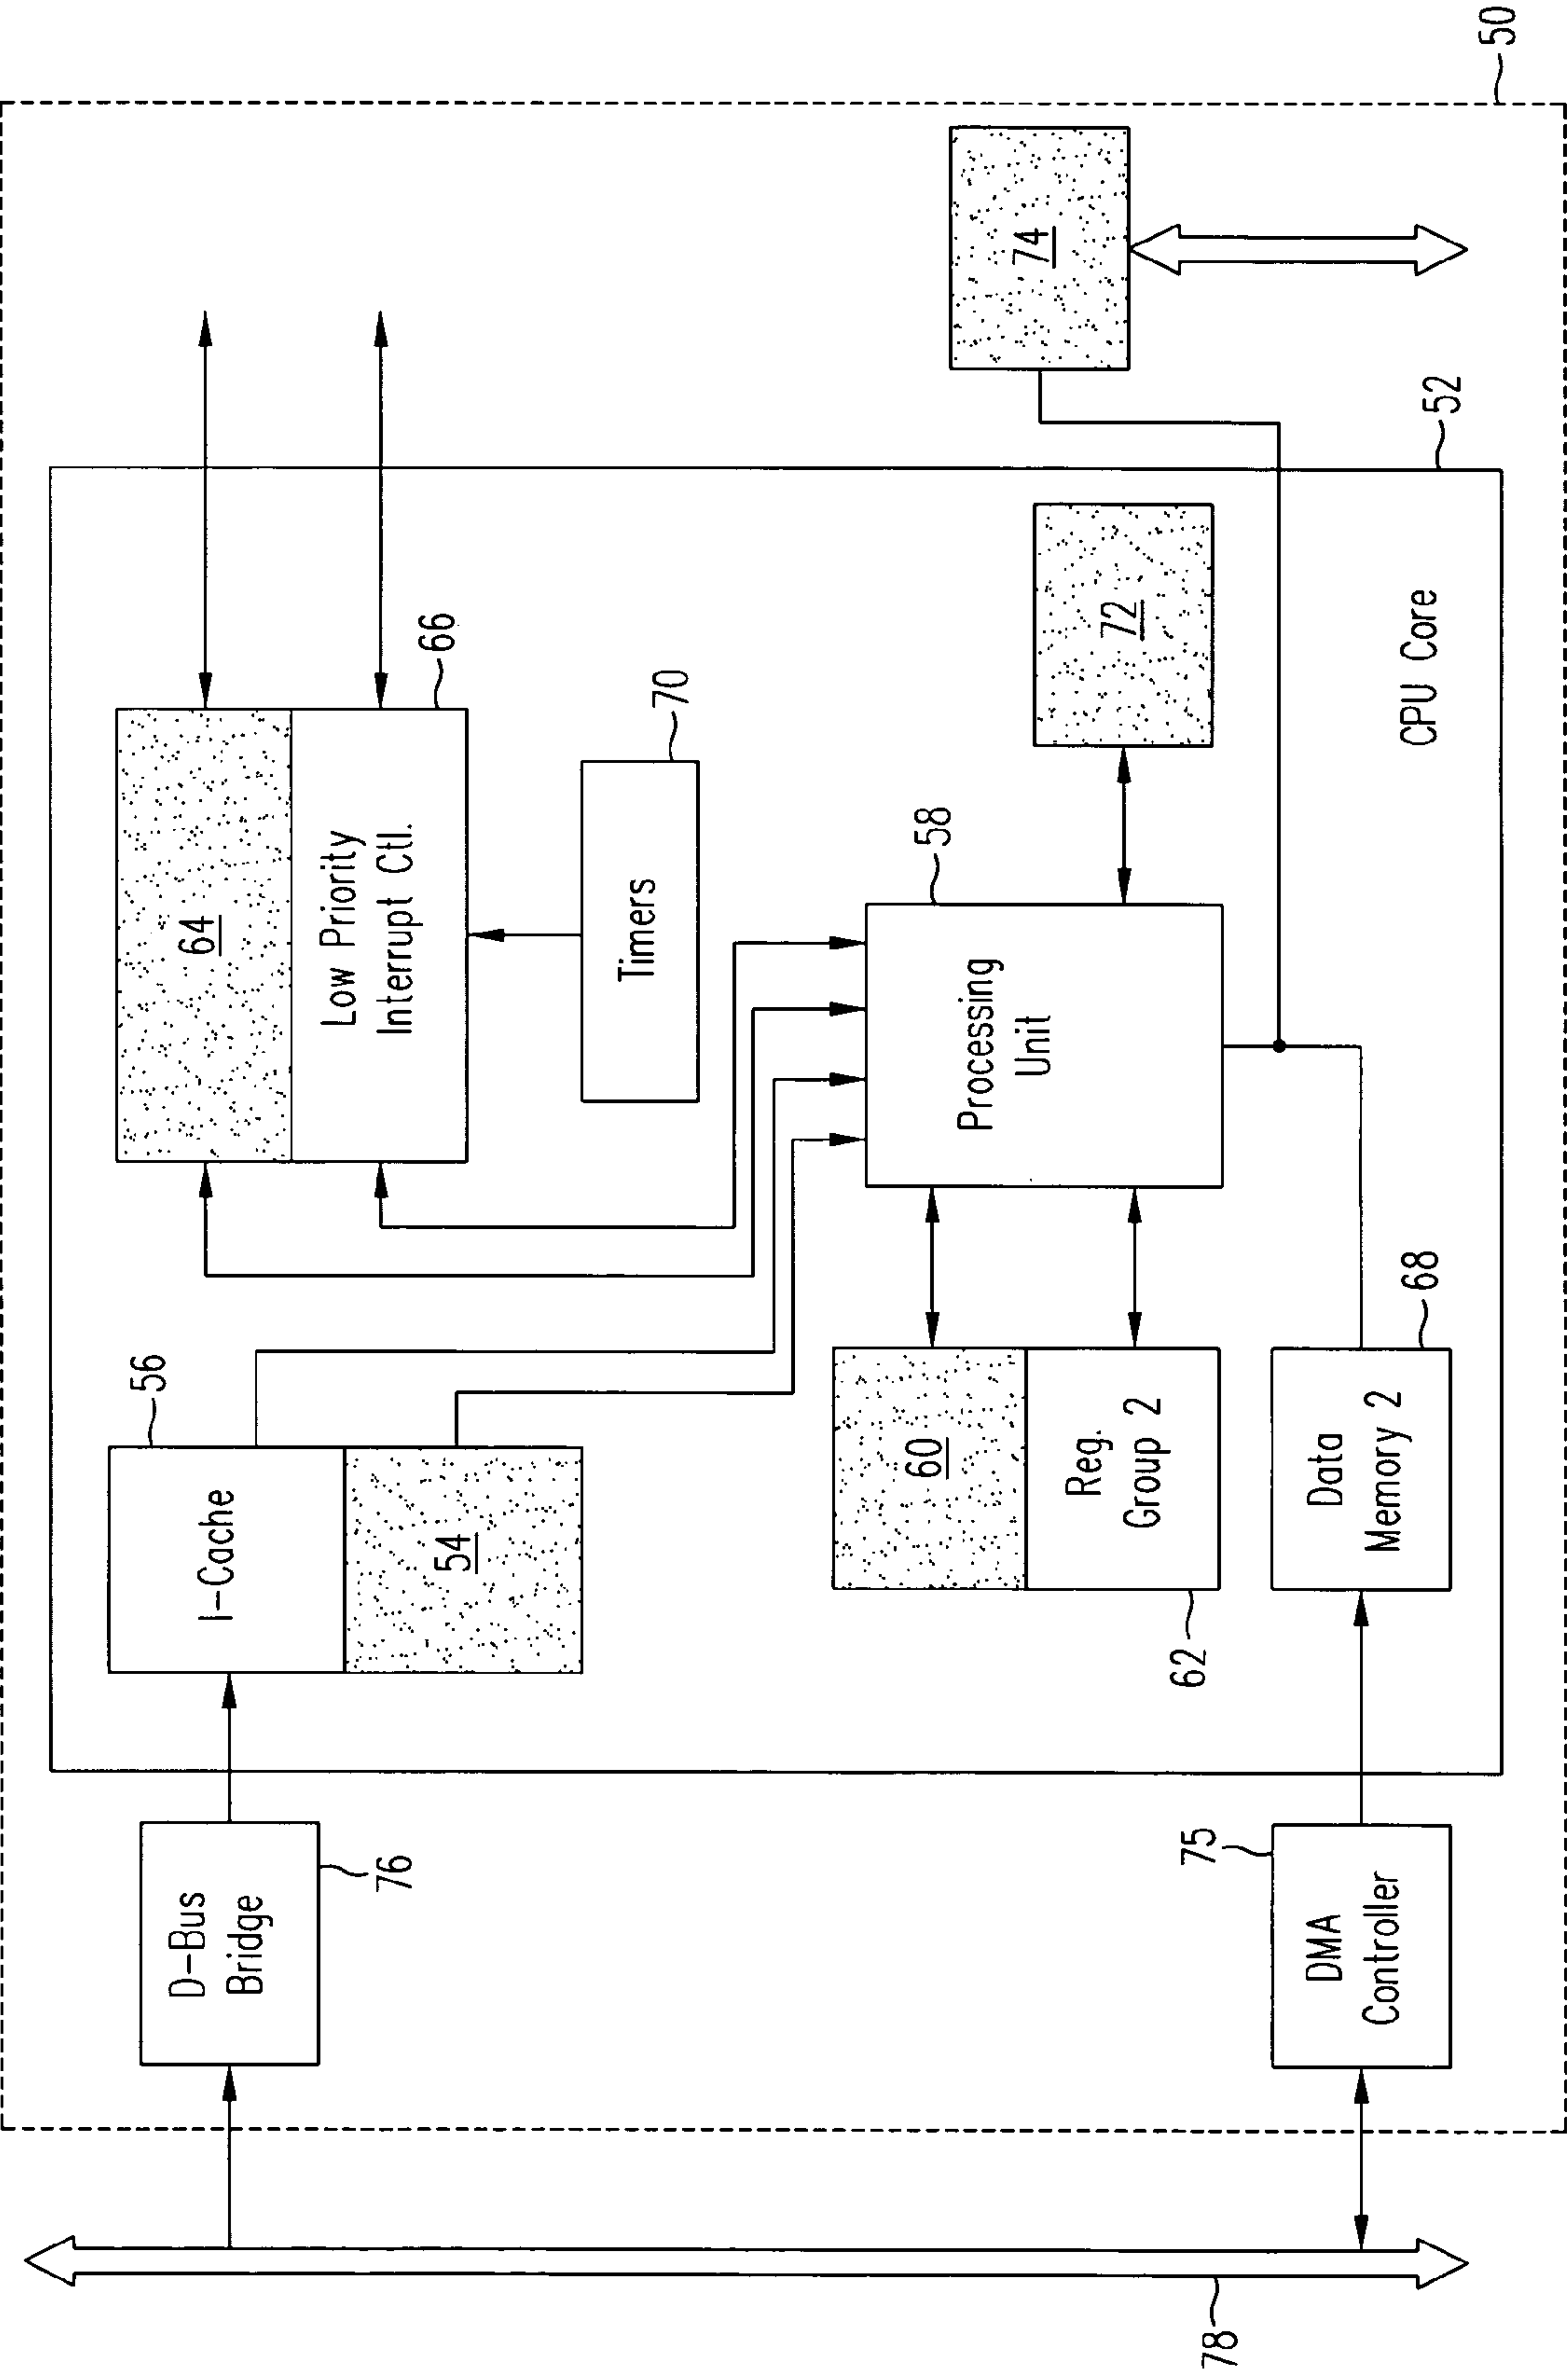 78
D-Bus
Bridge
76
I-Cache
56
54
64
Low Priority
Interrupt Ctl.
66
Timers
70
60
Reg.
Group 2
62
Processing
Unit
58
72
74
DMA
Controller
75
Data
Memory 2
68
CPU Core
52
50